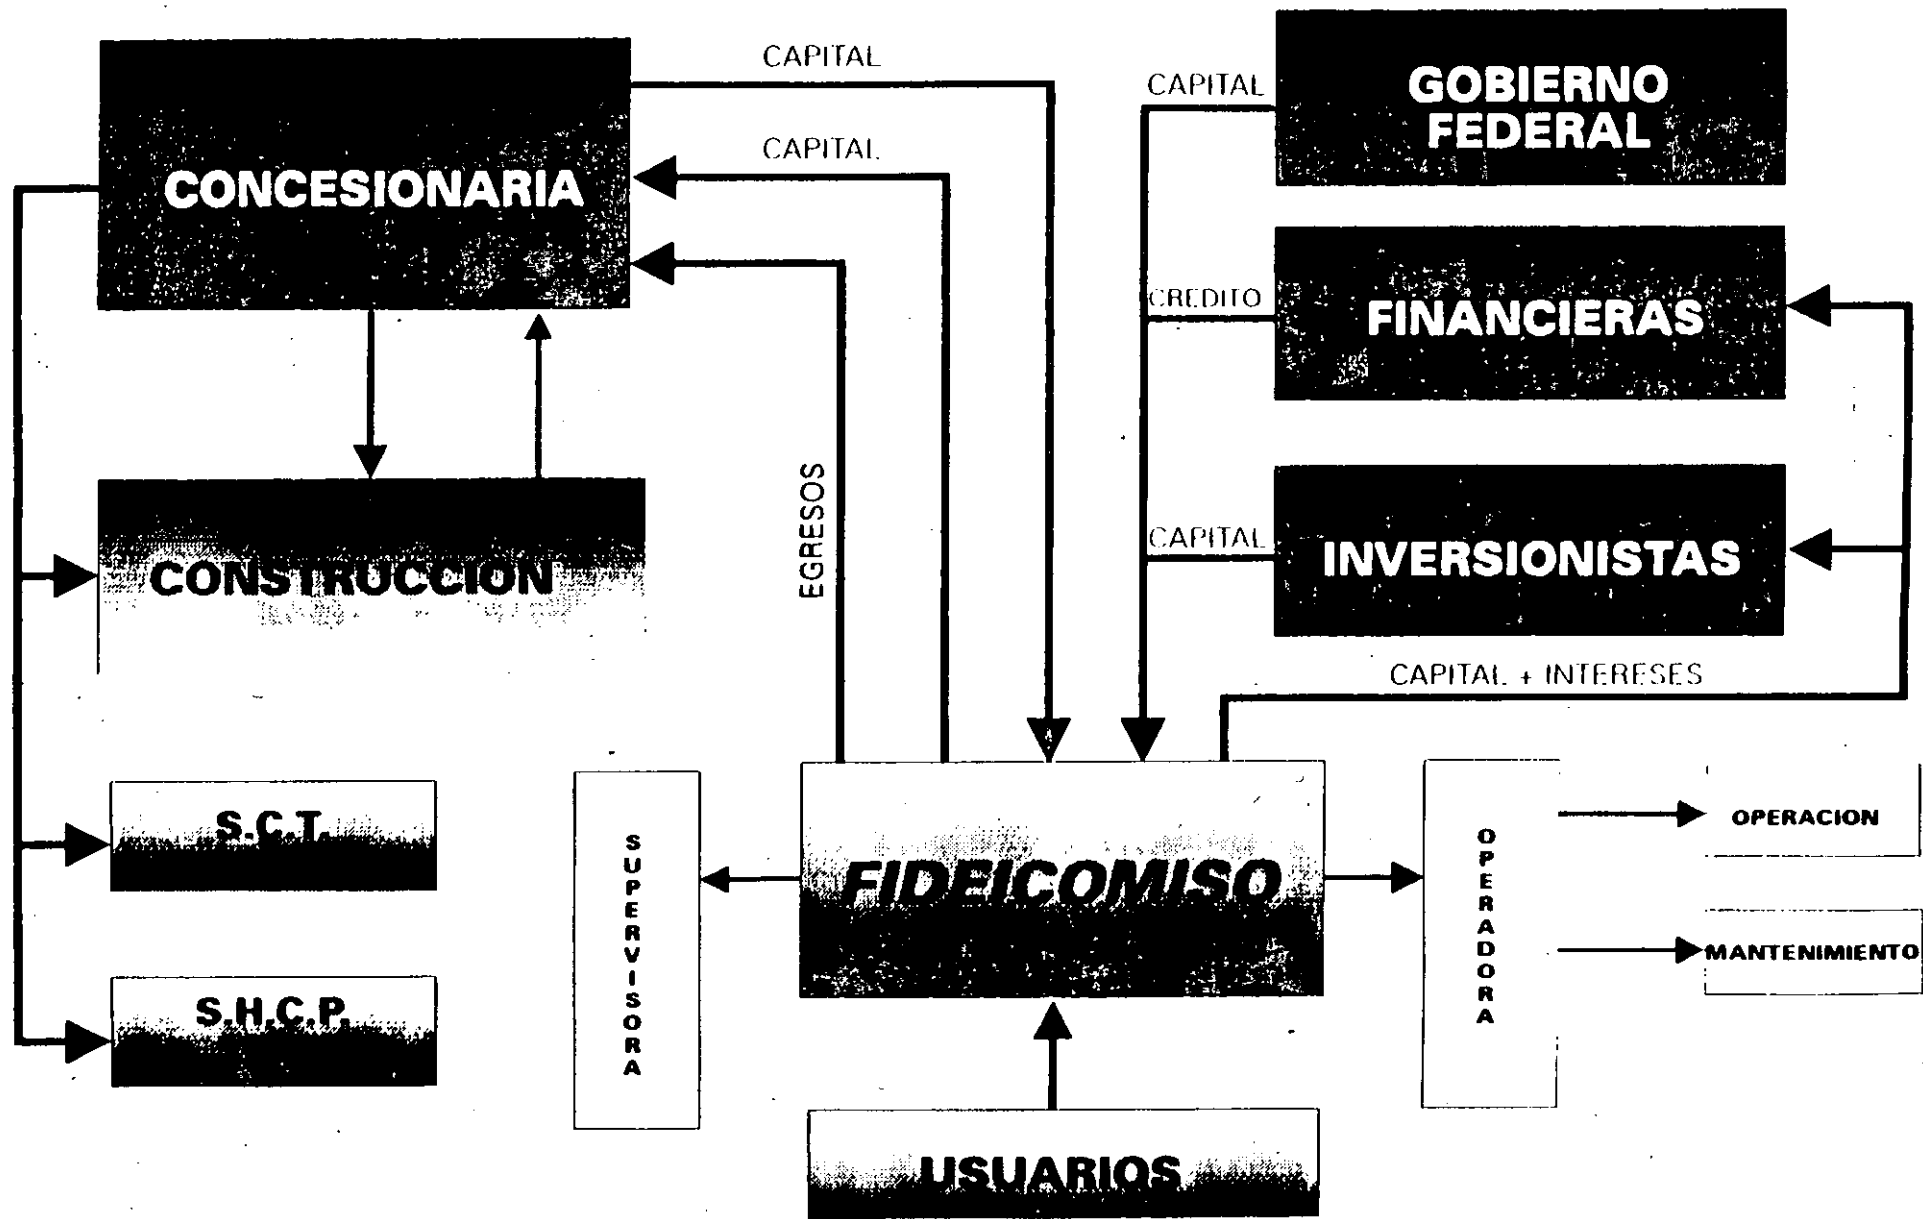 CAPITAL
CAPITAL
GOBIERNO
FEDERAL
CAPITAL
CONCESIONARIA
CREDITO
FINANCIERAS
EGRESOS
CAPITAL
INVERSIONISTAS
CONSTRUCCION
CAPITAL + INTERESES
S.C.T.
SUPERVISORA
FIDEICOMISO
OPERADORA
OPERACION
MANTENIMIENTO
S.H.C.P.
USUARIOS